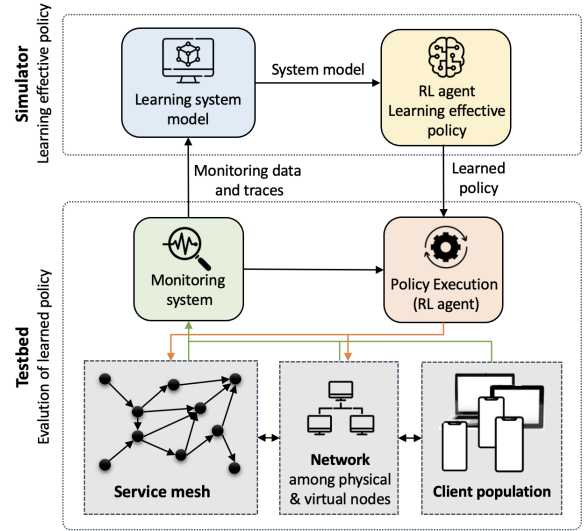 Simulator
Learning effective policy
Learning system
model
System model
RL agent
Learning effective
policy
Monitoring data
and traces
Learned
policy
Testbed
Evalution of learned policy
Monitoring
system
Policy Execution
(RL agent)
Service mesh
Network
among physical
& virtual nodes
Client population